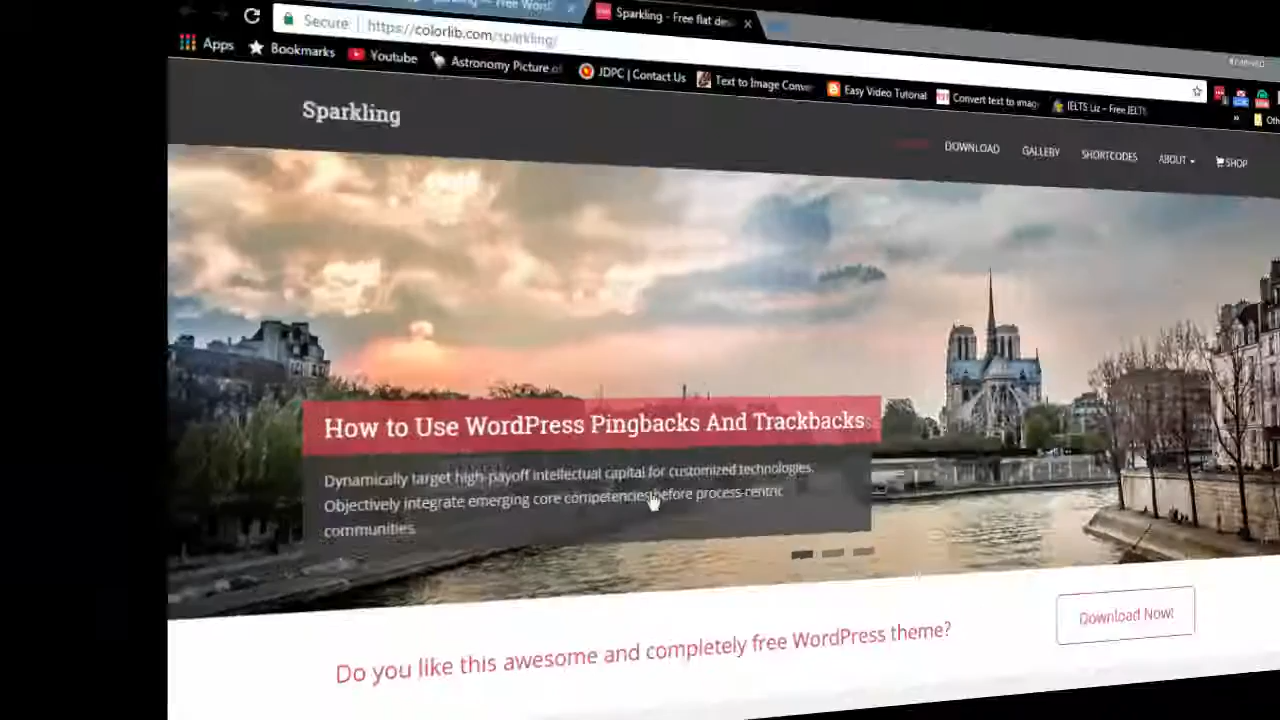 Sparkling - Free flat de
Secure | https://colorlib.com/sparkling/
Apps Bookmarks Youtube Astronomy Picture of JDPC | Contact Us Text to Image Conve Easy Video Tutorial Convert text to imag IELTS Liz – Free IELTS » Oth
Sparkling
DOWNLOAD GALLERY SHORTCODES ABOUT SHOP
How to Use WordPress Pingbacks And Trackbacks
Dynamically target high-payoff intellectual capital for customized technologies.
Objectively integrate emerging core competencies before process-centric
communities.
Do you like this awesome and completely free WordPress theme?
Download Now!